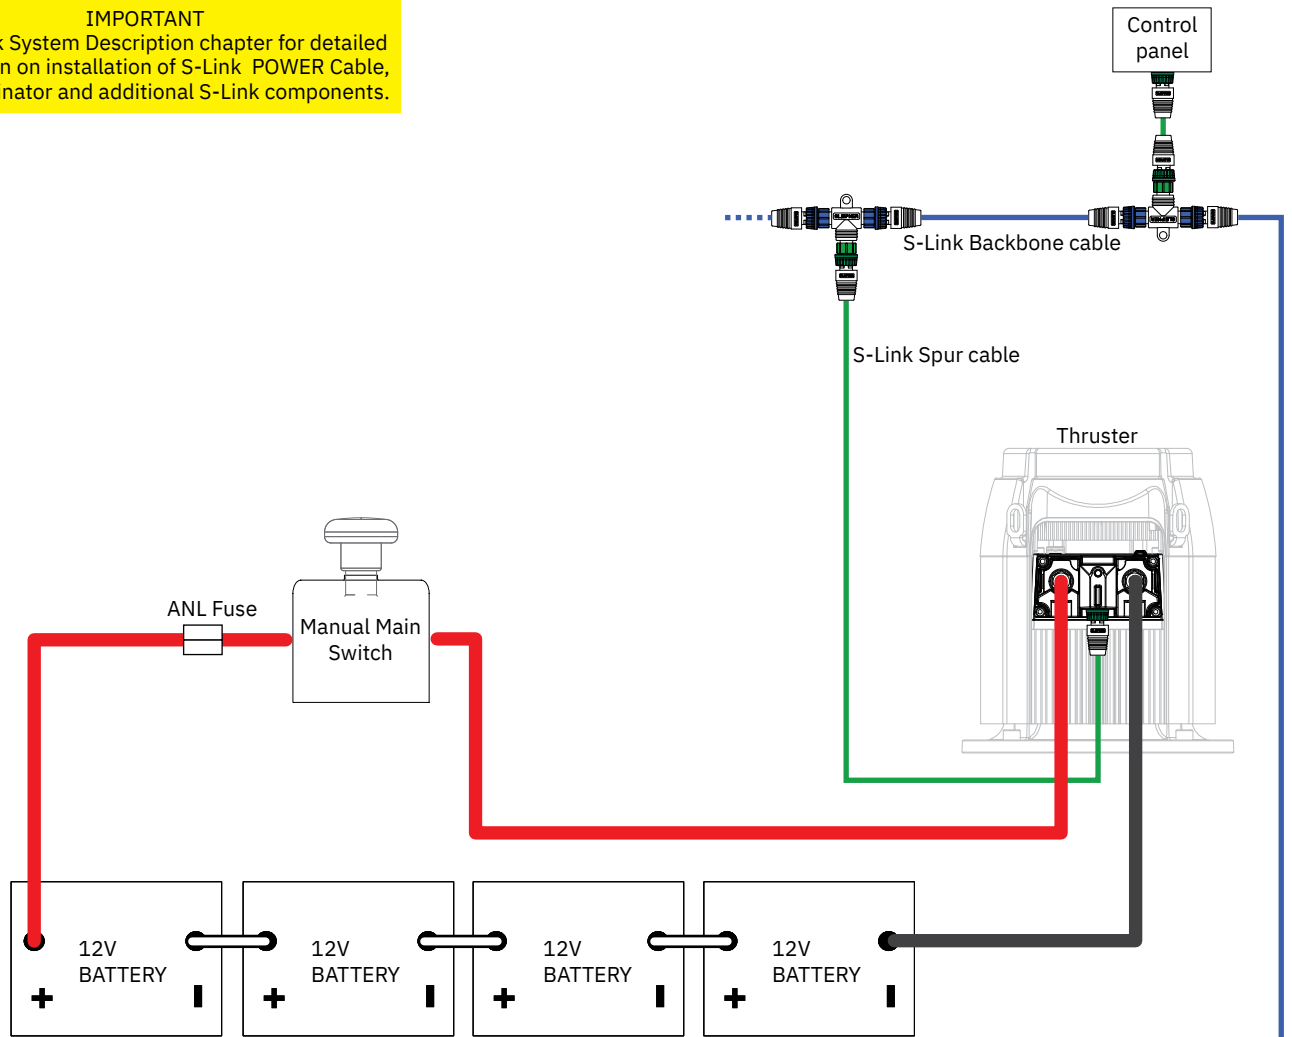 IMPORTANT
System Description chapter for detailed
on installation of S-Link POWER Cable,
and additional S-Link components.
Control
panel
S-Link Backbone cable
S-Link Spur cable
Thruster
ANL Fuse
Manual Main
Switch
12V
BATTERY
+
12V
BATTERY
+
12V
BATTERY
+
12V
BATTERY
+